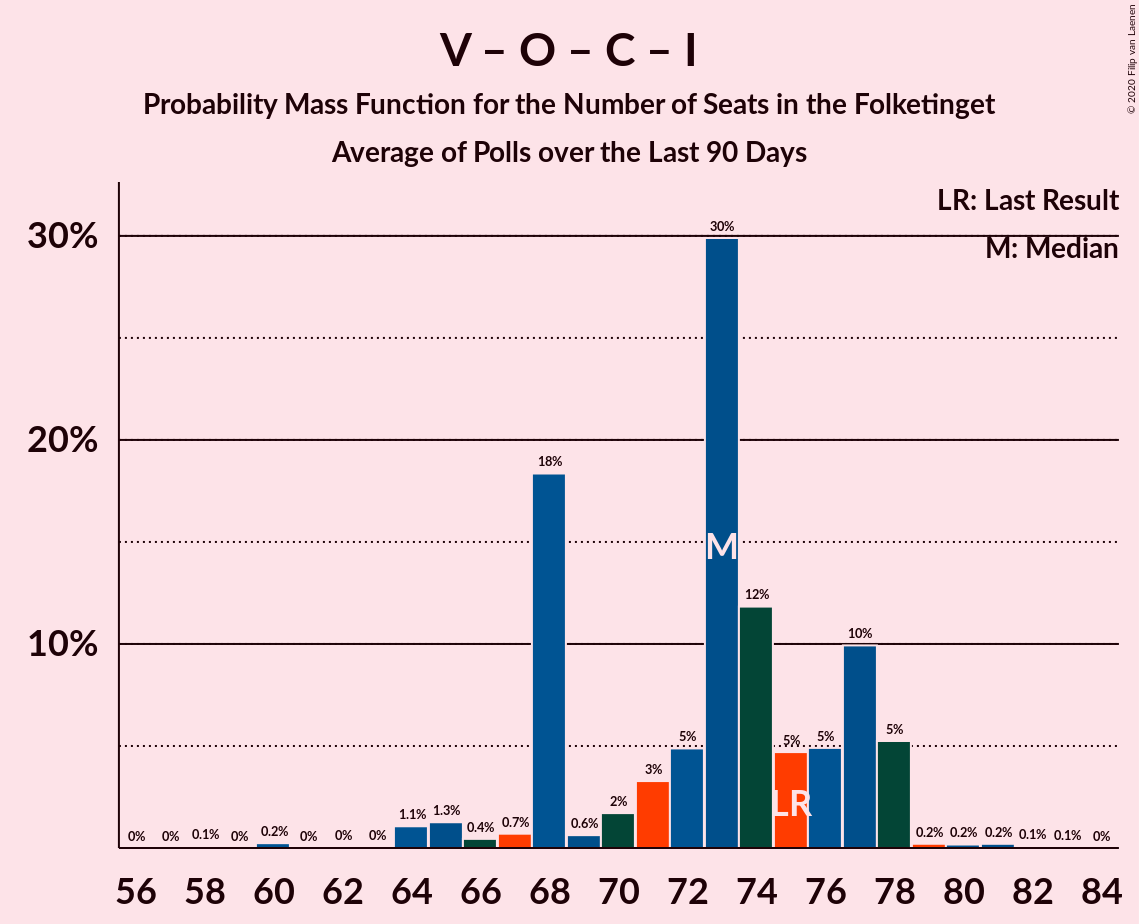 V – O – C – I
Probability Mass Function for the Number of Seats in the Folketinget
Average of Polls over the Last 90 Days
© 2020 Filip van Laenen
LR: Last Result
M: Median
30%
20%
10%
0% 0% 0.1% 0% 0.2% 0% 0% 0% 1.1% 1.3% 0.4% 0.7% 18% 0.6% 2% 3% 5% 30% 12% 5% 5% 10% 5% 0.2% 0.2% 0.2% 0.1% 0.1% 0%
M
LR
56 58 60 62 64 66 68 70 72 74 76 78 80 82 84